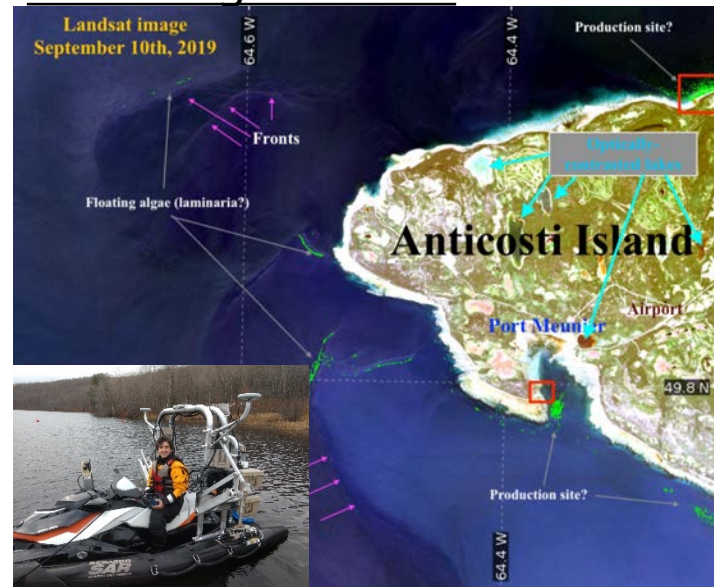 Landsat image
September 10th, 2019
64.6 W
64.4 W
Production site?
Fronts
Optically-
contrasted lakes
Floating algae (laminaria?)
Anticosti Island
Airport
Port Meunier
49.8 N
Production site?
64.4 W
SAR